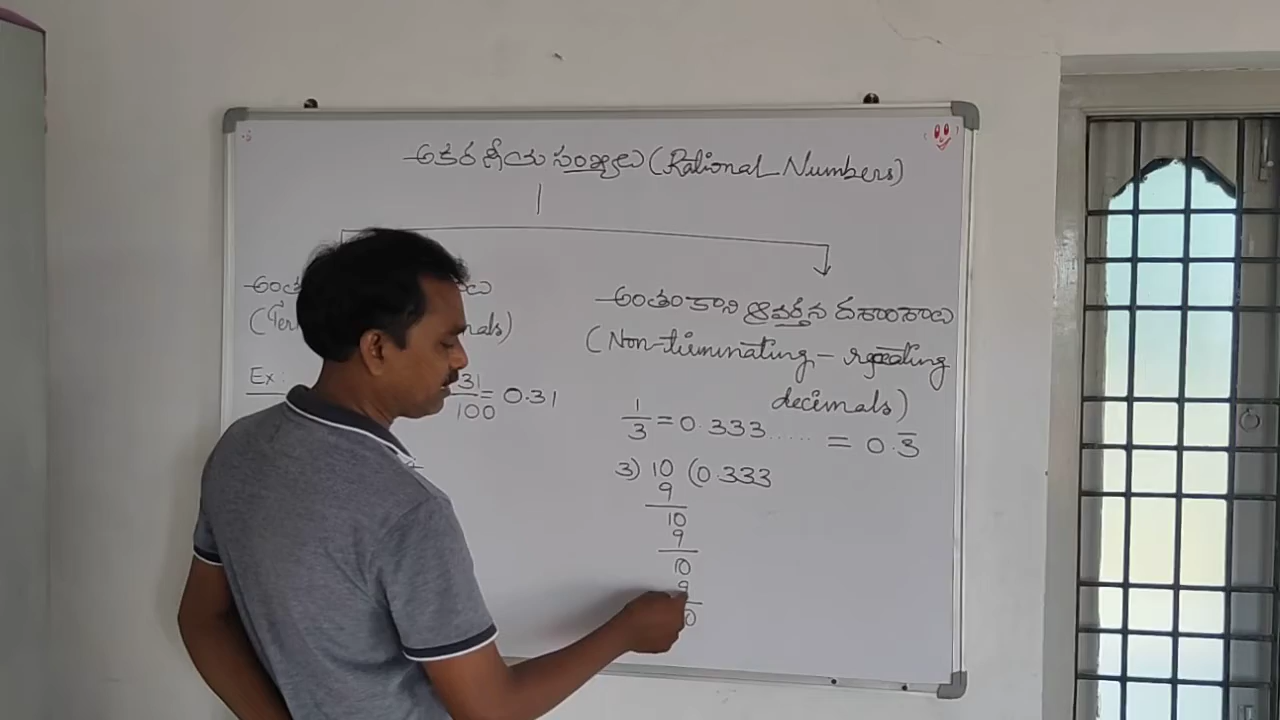 అకరణీయ సంఖ్యలు (Rational Numbers)
Ex:
31/100 = 0.31
అంతంకాని ఆవర్తన దశాంశాలు
(Non-terminating - repeating
decimals)
1/3 = 0.333...... = 0.3̅
3) 10 (0.333
9
10
9
10
9